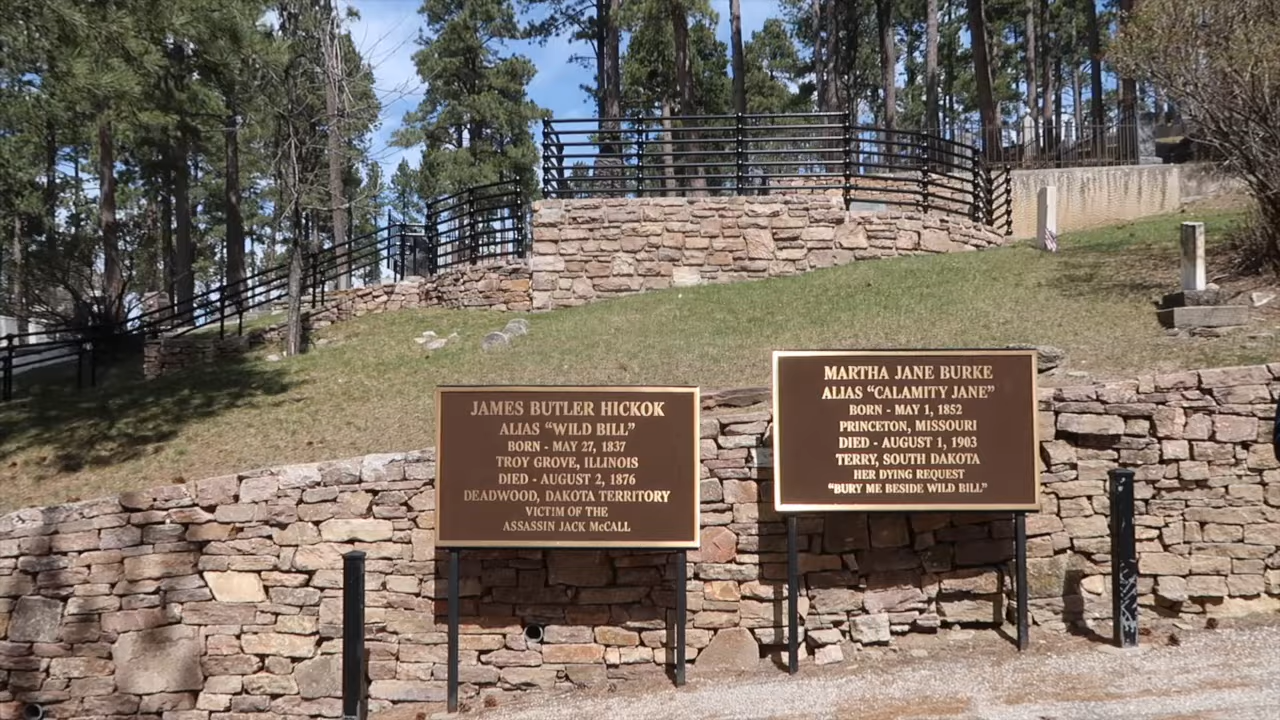 JAMES BUTLER HICKOK
ALIAS "WILD BILL"
BORN - MAY 27, 1837
TROY GROVE, ILLINOIS
DIED - AUGUST 2, 1876
DEADWOOD, DAKOTA TERRITORY
VICTIM OF THE
ASSASSIN JACK McCALL
MARTHA JANE BURKE
ALIAS "CALAMITY JANE"
BORN - MAY 1, 1852
PRINCETON, MISSOURI
DIED - AUGUST 1, 1903
TERRY, SOUTH DAKOTA
HER DYING REQUEST
"BURY ME BESIDE WILD BILL"